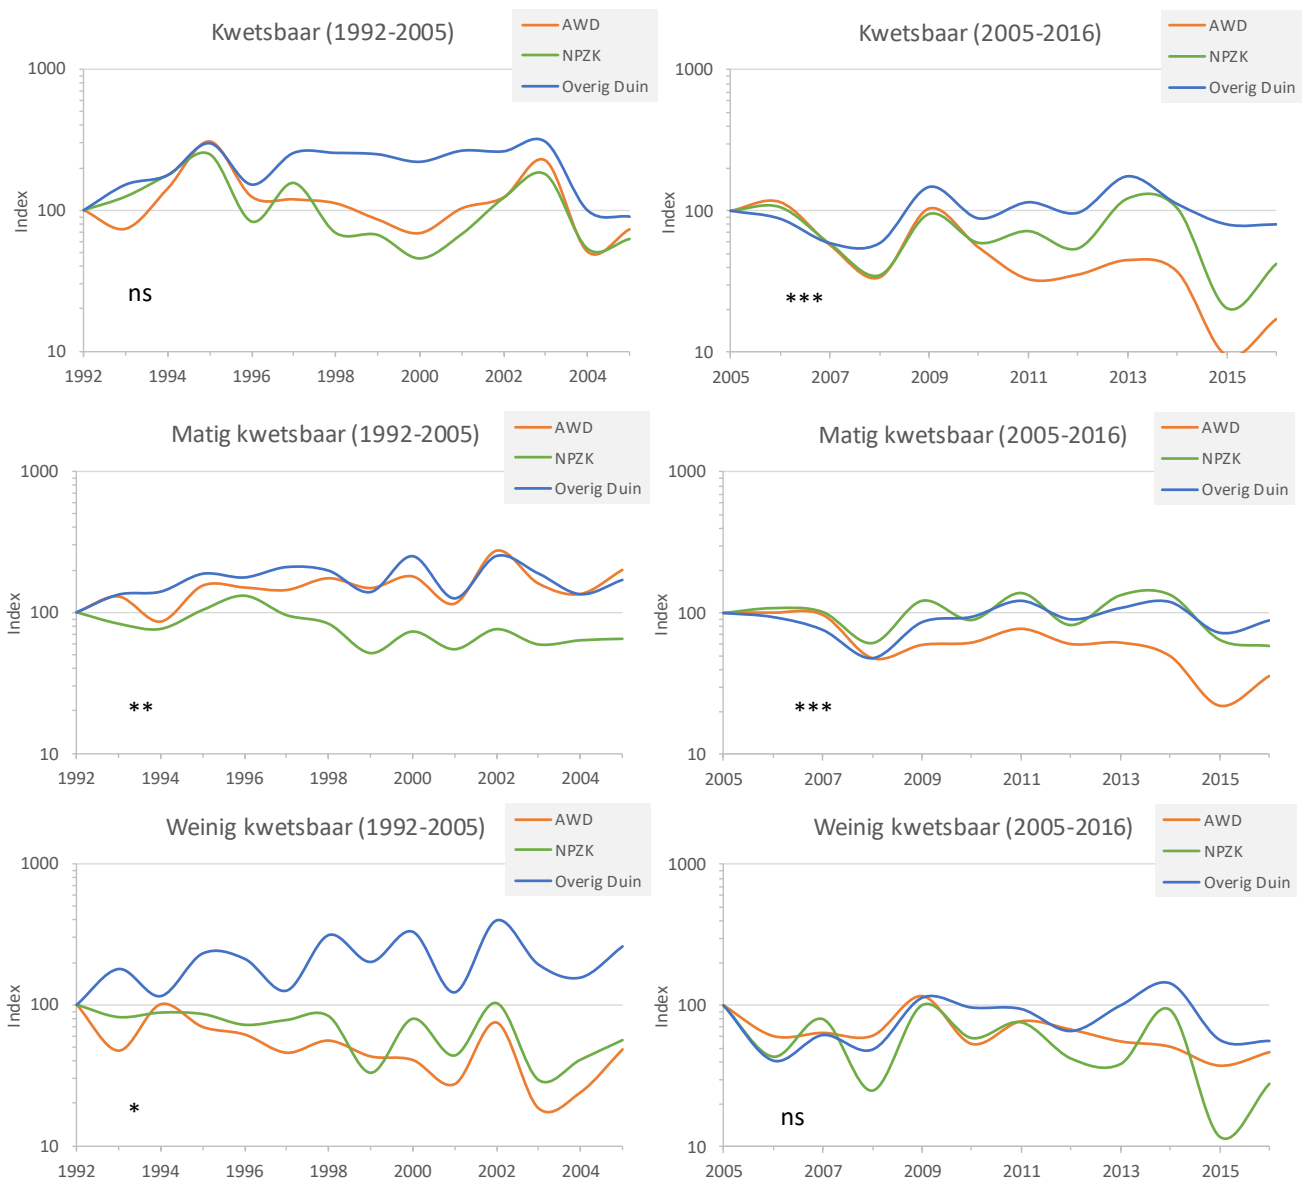 Kwetsbaar (1992-2005)
AWD
NPZK
Overig Duin
1000
100
10
Index
ns
1992 1994 1996 1998 2000 2002 2004
Kwetsbaar (2005-2016)
AWD
NPZK
Overig Duin
1000
100
10
Index
***
2005 2007 2009 2011 2013 2015
Matig kwetsbaar (1992-2005)
AWD
NPZK
Overig Duin
1000
100
10
Index
**
1992 1994 1996 1998 2000 2002 2004
Matig kwetsbaar (2005-2016)
AWD
NPZK
Overig Duin
1000
100
10
Index
***
2005 2007 2009 2011 2013 2015
Weinig kwetsbaar (1992-2005)
AWD
NPZK
Overig Duin
1000
100
10
Index
*
1992 1994 1996 1998 2000 2002 2004
Weinig kwetsbaar (2005-2016)
AWD
NPZK
Overig Duin
1000
100
10
Index
ns
2005 2007 2009 2011 2013 2015